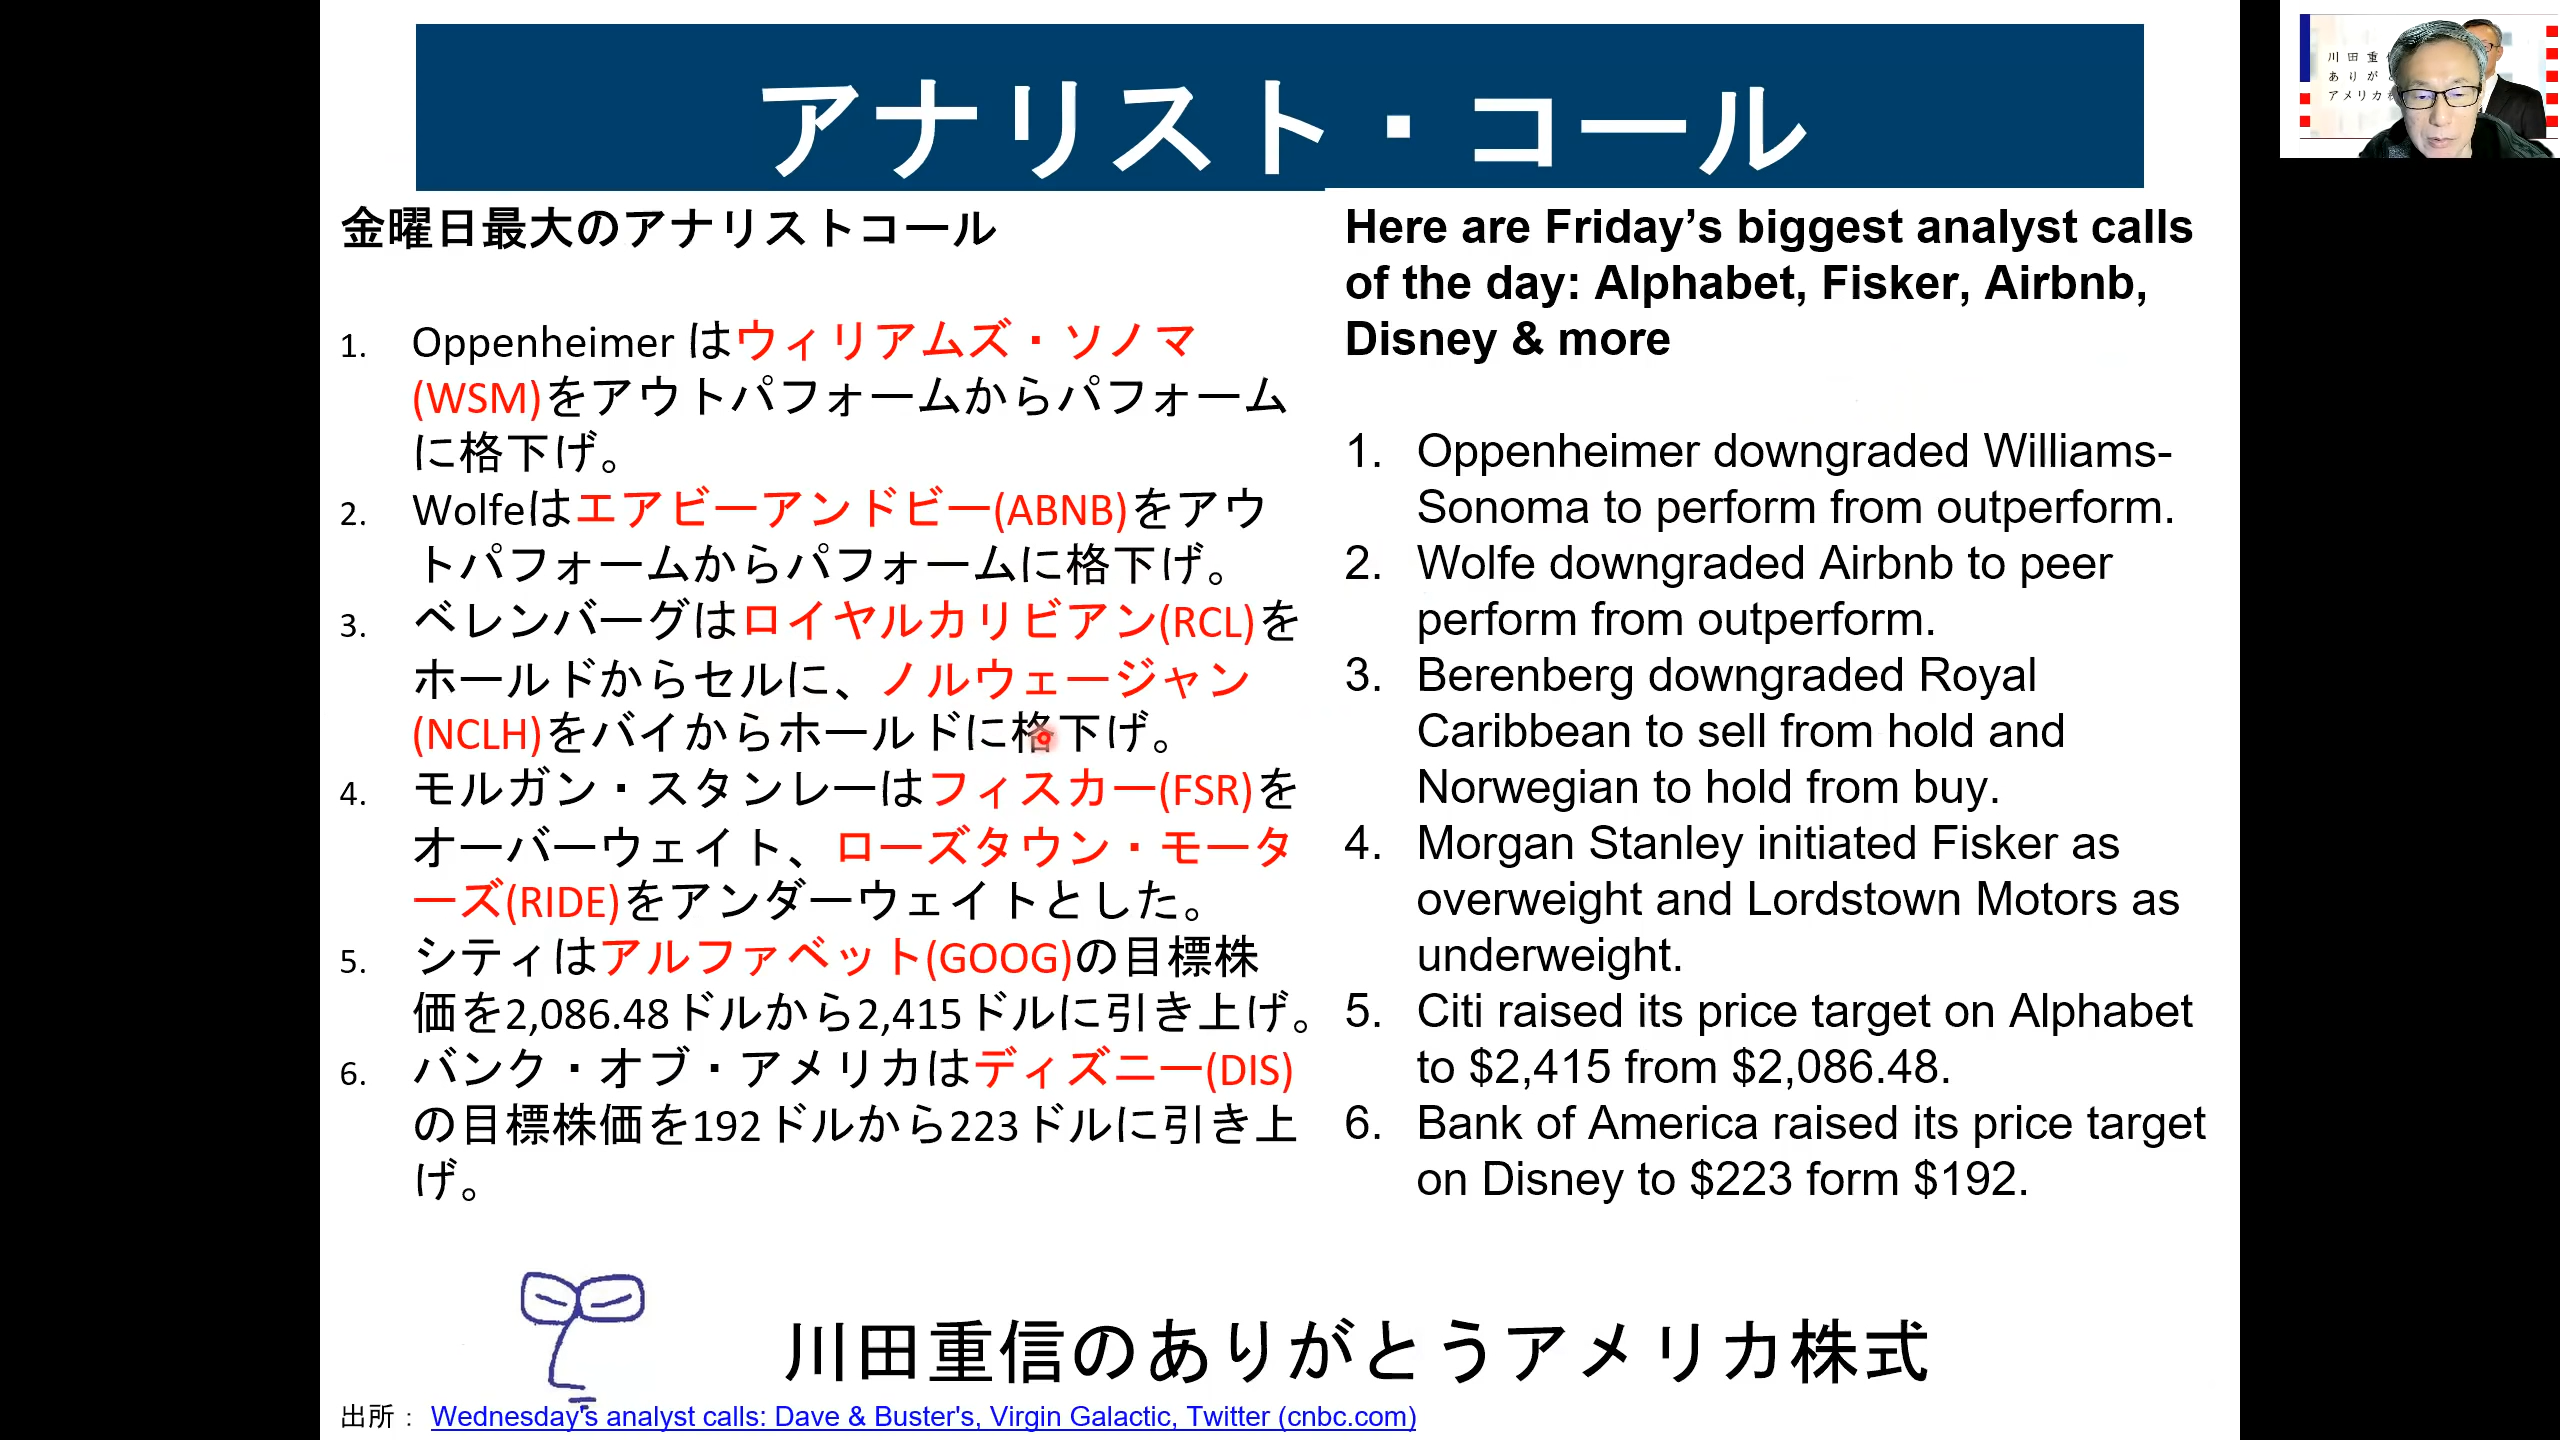 アナリスト・コール
金曜日最大のアナリストコール
1. Oppenheimer はウィリアムズ・ソノマ
(WSM)をアウトパフォームからパフォーム
に格下げ。
2. Wolfeはエアビーアンドビー(ABNB)をアウ
トパフォームからパフォームに格下げ。
3. ベレンバーグはロイヤルカリビアン(RCL)を
ホールドからセルに、ノルウェージャン
(NCLH)をバイからホールドに格下げ。
4. モルガン・スタンレーはフィスカー(FSR)を
オーバーウェイト、ローズタウン・モータ
ーズ(RIDE)をアンダーウェイトとした。
5. シティはアルファベット(GOOG)の目標株
価を2,086.48ドルから2,415ドルに引き上げ。
6. バンク・オブ・アメリカはディズニー(DIS)
の目標株価を192ドルから223ドルに引き上
げ。
Here are Friday’s biggest analyst calls
of the day: Alphabet, Fisker, Airbnb,
Disney & more
1. Oppenheimer downgraded Williams-
Sonoma to perform from outperform.
2. Wolfe downgraded Airbnb to peer
perform from outperform.
3. Berenberg downgraded Royal
Caribbean to sell from hold and
Norwegian to hold from buy.
4. Morgan Stanley initiated Fisker as
overweight and Lordstown Motors as
underweight.
5. Citi raised its price target on Alphabet
to $2,415 from $2,086.48.
6. Bank of America raised its price target
on Disney to $223 form $192.
川田重信のありがとうアメリカ株式
出所： Wednesday's analyst calls: Dave & Buster's, Virgin Galactic, Twitter (cnbc.com)
川田重
ありが
アメリカ